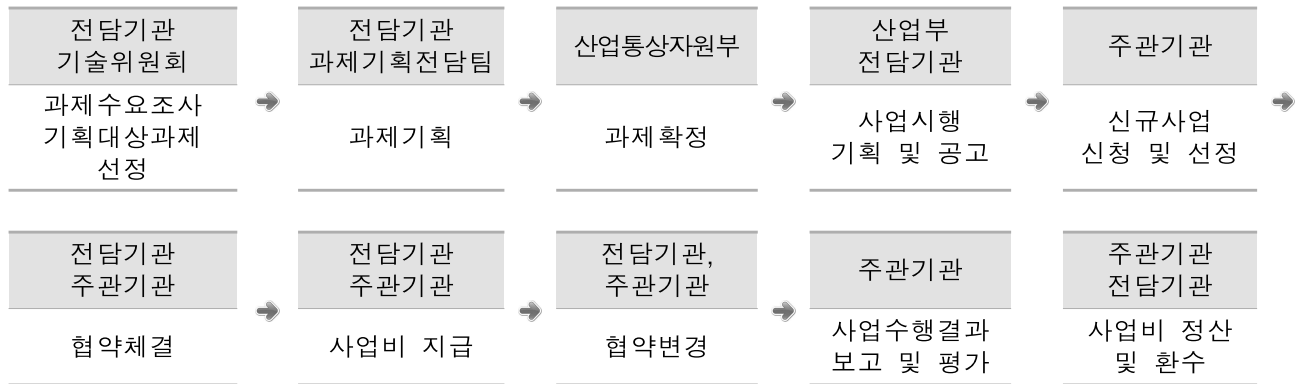 전담기관
기술위원회
과제수요조사
기획대상과제
선정
전담기관
과제기획전담팀
과제기획
산업통상자원부
과제확정
산업부
전담기관
사업시행
기획 및 공고
주관기관
신규사업
신청 및 선정
전담기관
주관기관
협약체결
전담기관
주관기관
사업비 지급
전담기관,
주관기관
협약변경
주관기관
사업수행결과
보고 및 평가
주관기관
전담기관
사업비 정산
및 환수